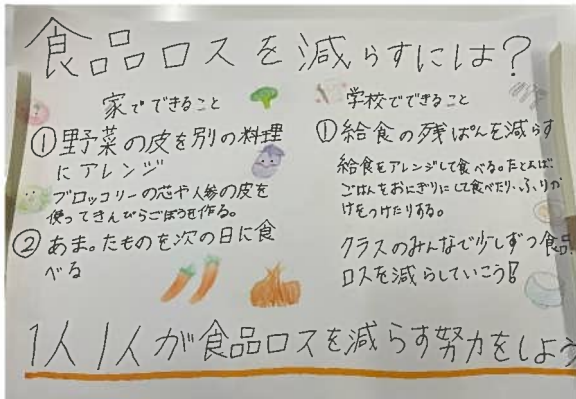 食品ロスを減らすには？
家でできること
①野菜の皮を別の料理
にアレンジ
ブロッコリーの芯や人参の皮を
使ってきんぴらごぼうを作る。
②あまったものを次の日に食
べる
学校でできること
①給食の残ぱんを減らす
給食をアレンジして食べる。たとえば、
ごはんをおにぎりにして食べたり、ふりか
けをつけたりする。
クラスのみんなで少しずつ食品
ロスを減らしていこう!
1人1人が食品ロスを減らす努力をしよう